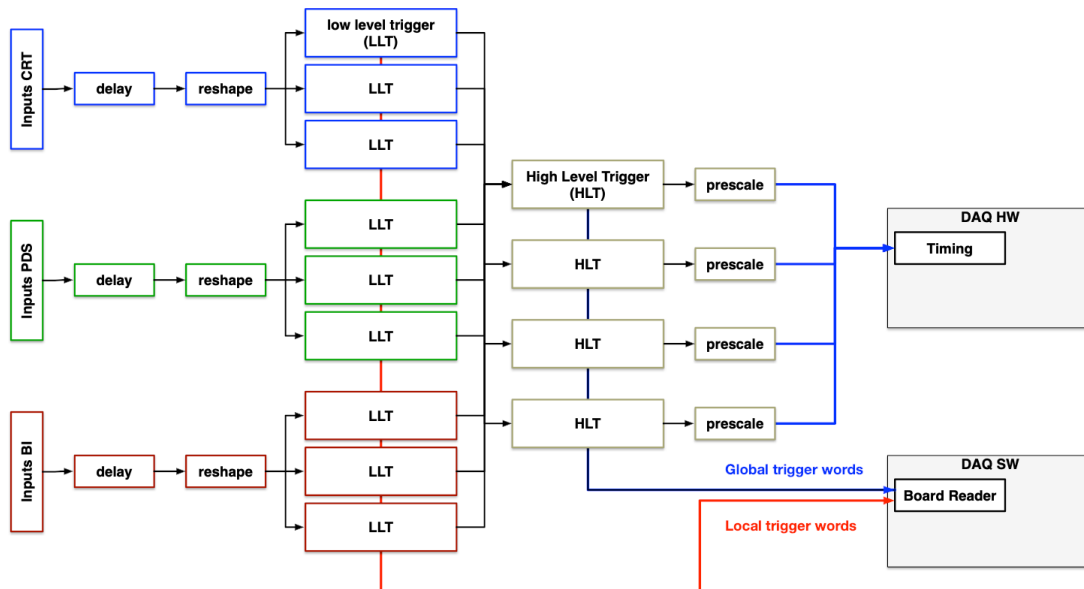 low level trigger
(LLT)
Inputs CRT
delay
reshape
LLT
LLT
High Level Trigger
(HLT)
prescale
LLT
Inputs PDS
delay
reshape
LLT
LLT
HLT
prescale
HLT
prescale
HLT
prescale
DAQ HW
Timing
LLT
Inputs BI
delay
reshape
LLT
LLT
Global trigger words
Local trigger words
DAQ SW
Board Reader